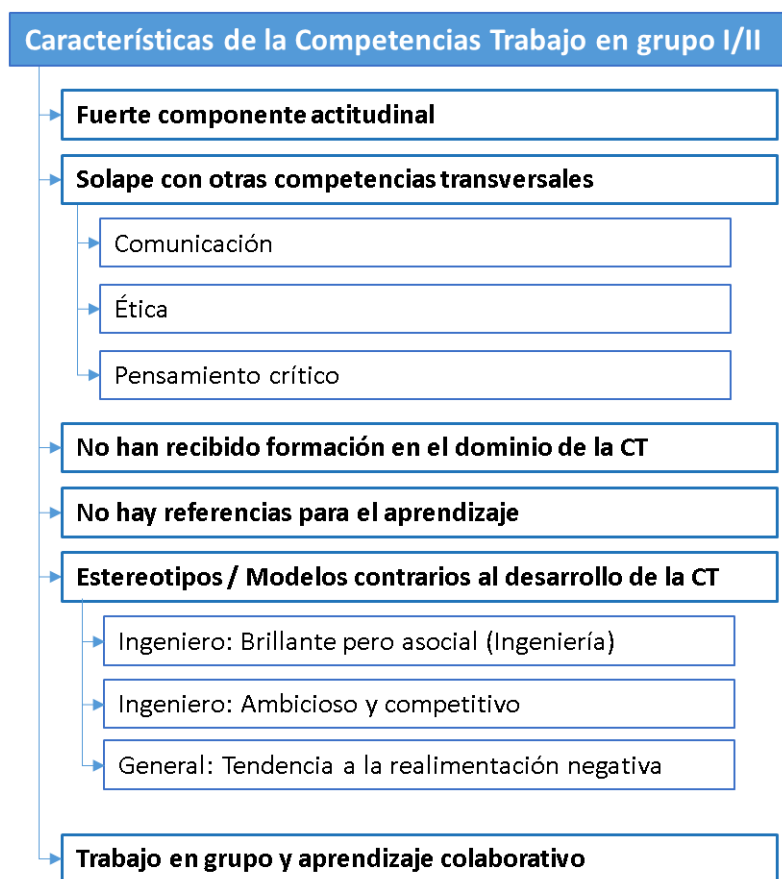 Características de la Competencias Trabajo en grupo I/II
Fuerte componente actitudinal
Solape con otras competencias transversales
Comunicación
Ética
Pensamiento crítico
No han recibido formación en el dominio de la CT
No hay referencias para el aprendizaje
Estereotipos / Modelos contrarios al desarrollo de la CT
Ingeniero: Brillante pero asocial (Ingeniería)
Ingeniero: Ambicioso y competitivo
General: Tendencia a la realimentación negativa
Trabajo en grupo y aprendizaje colaborativo